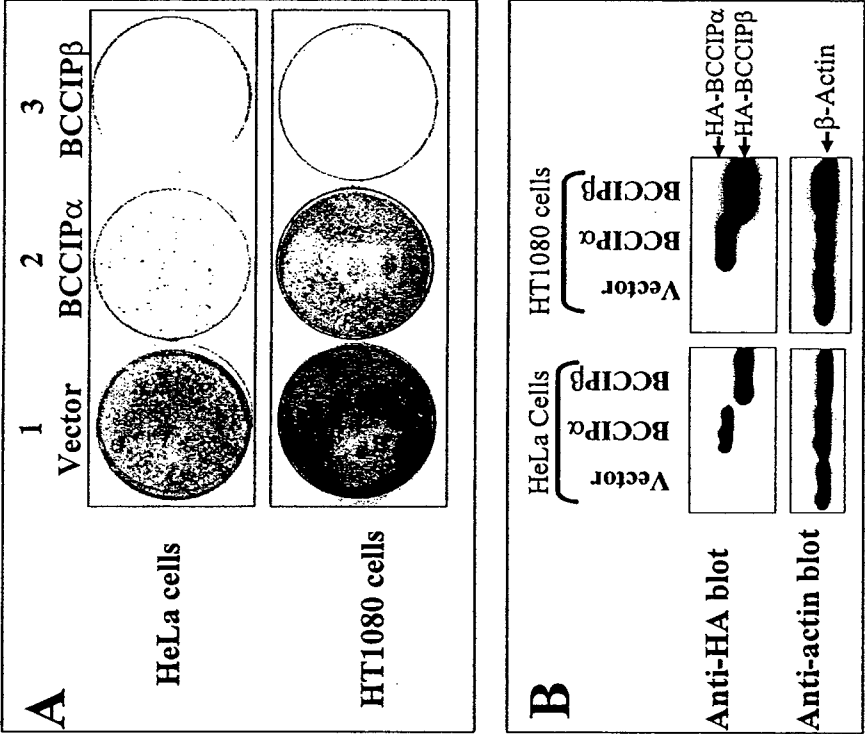 A
1 2 3
Vector BCCIPα BCCIPβ
HeLa cells
HT1080 cells
B
HeLa Cells HT1080 cells
Vector BCCIPα BCCIPβ Vector BCCIPα BCCIPβ
Anti-HA blot
HA-BCCIPα
HA-BCCIPβ
Anti-actin blot
β-Actin